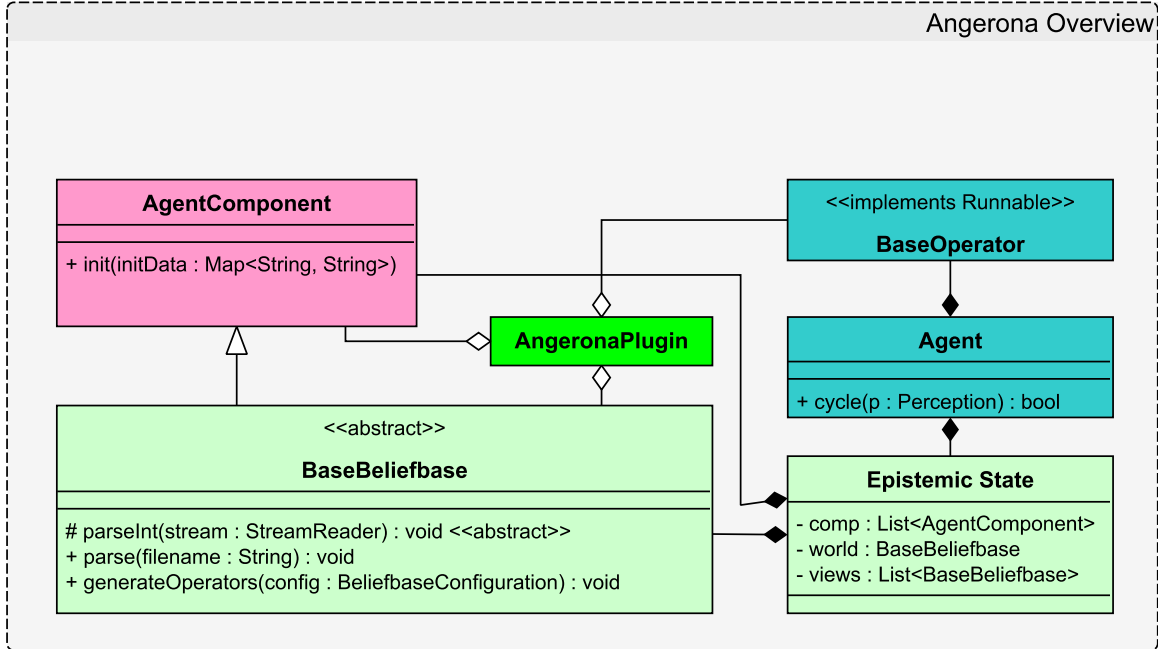 Angerona Overview
AgentComponent
+ init(initData : Map<String, String>)
<<implements Runnable>>
BaseOperator
AngeronaPlugin
Agent
+ cycle(p : Perception) : bool
<<abstract>>
BaseBeliefbase
# parseInt(stream : StreamReader) : void <<abstract>>
+ parse(filename : String) : void
+ generateOperators(config : BeliefbaseConfiguration) : void
Epistemic State
- comp : List<AgentComponent>
- world : BaseBeliefbase
- views : List<BaseBeliefbase>